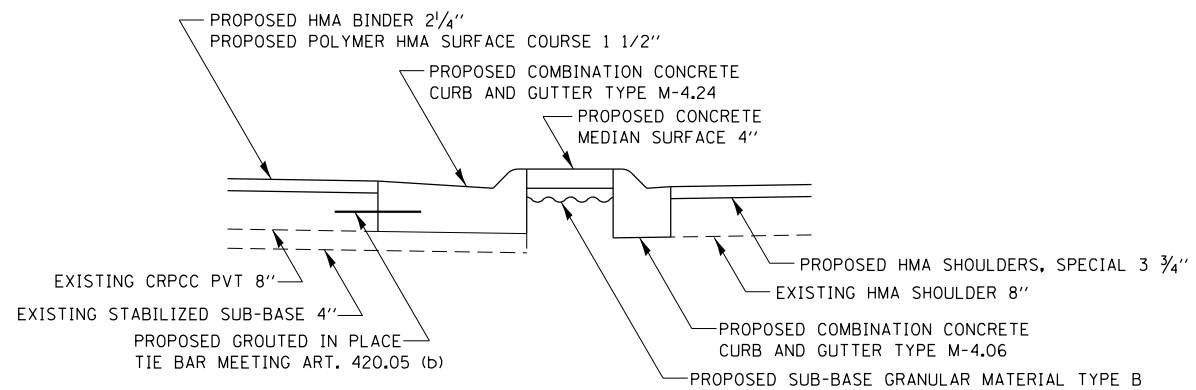 PROPOSED HMA BINDER 2 1/4"
PROPOSED POLYMER HMA SURFACE COURSE 1 1/2"
PROPOSED COMBINATION CONCRETE
CURB AND GUTTER TYPE M-4.24
PROPOSED CONCRETE
MEDIAN SURFACE 4"
EXISTING CRPCC PVT 8"
EXISTING STABILIZED SUB-BASE 4"
PROPOSED GROUTED IN PLACE
TIE BAR MEETING ART. 420.05 (b)
PROPOSED HMA SHOULDERS, SPECIAL 3 3/4"
EXISTING HMA SHOULDER 8"
PROPOSED COMBINATION CONCRETE
CURB AND GUTTER TYPE M-4.06
PROPOSED SUB-BASE GRANULAR MATERIAL TYPE B